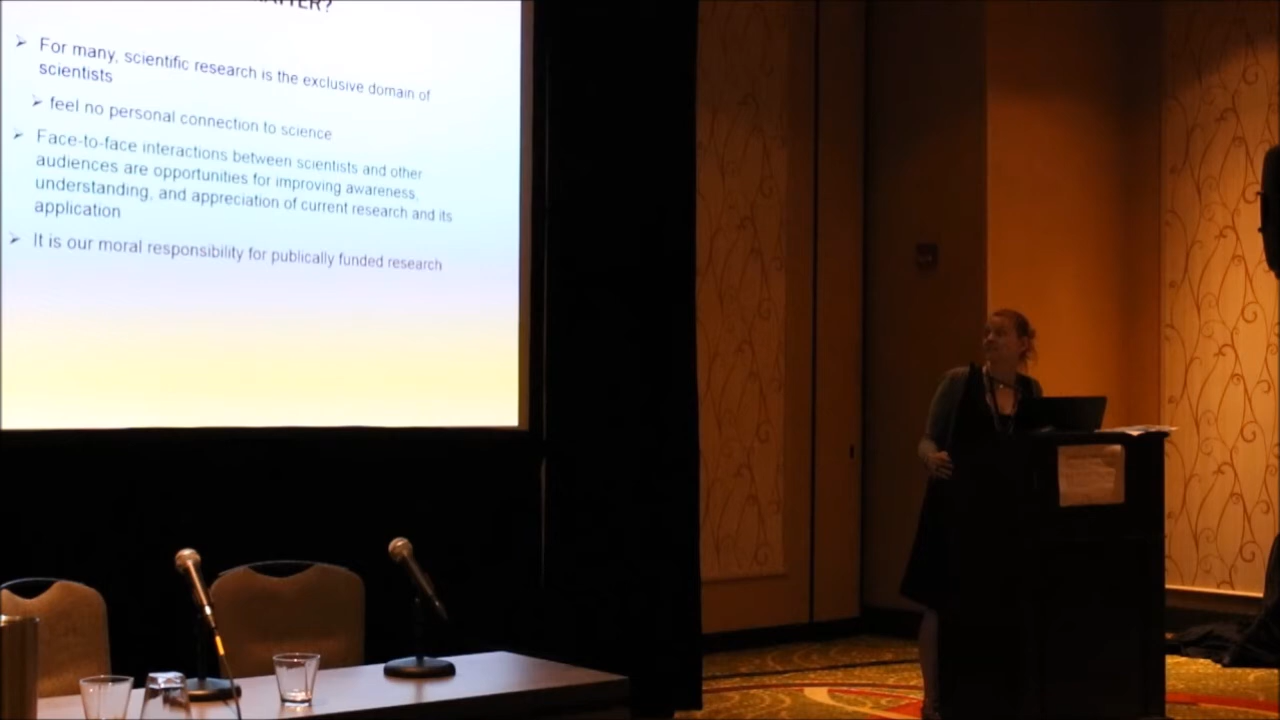 MATTER?
➢ For many, scientific research is the exclusive domain of
scientists
➢ feel no personal connection to science
➢ Face-to-face interactions between scientists and other
audiences are opportunities for improving awareness,
understanding, and appreciation of current research and its
application
➢ It is our moral responsibility for publically funded research